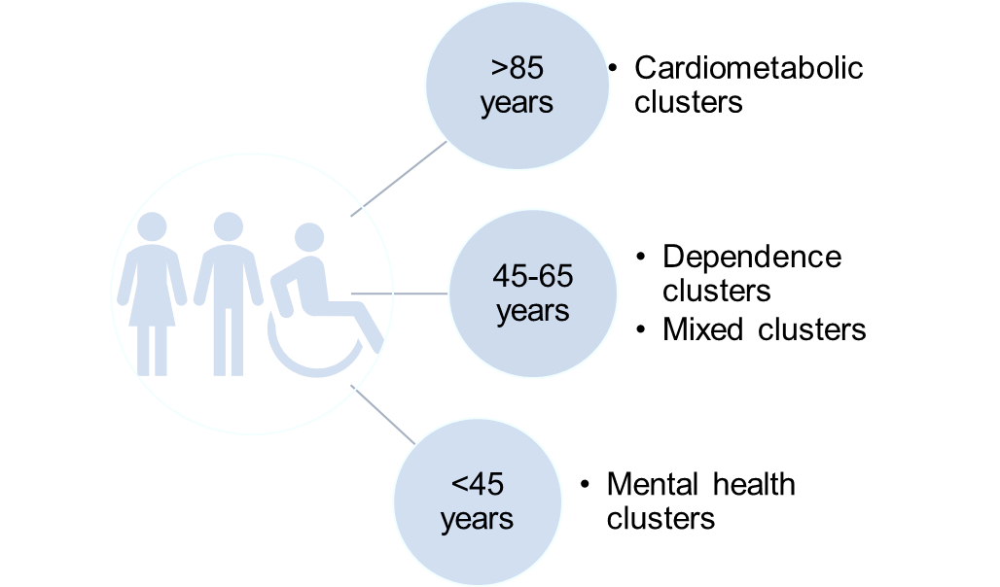 >85
years
• Cardiometabolic
clusters
45-65
years
• Dependence
clusters
• Mixed clusters
<45
years
• Mental health
clusters